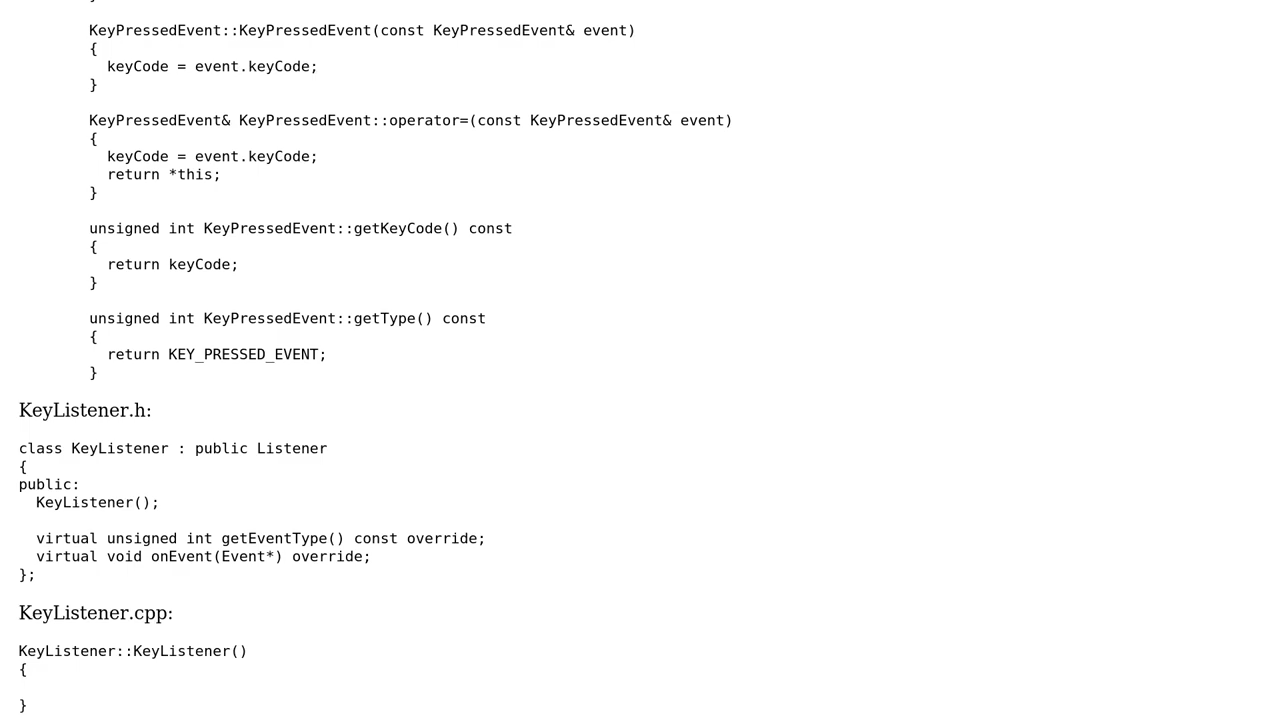 }
KeyPressedEvent::KeyPressedEvent(const KeyPressedEvent& event)
{
keyCode = event.keyCode;
}
KeyPressedEvent& KeyPressedEvent::operator=(const KeyPressedEvent& event)
{
keyCode = event.keyCode;
return *this;
}
unsigned int KeyPressedEvent::getKeyCode() const
{
return keyCode;
}
unsigned int KeyPressedEvent::getType() const
{
return KEY_PRESSED_EVENT;
}
KeyListener.h:
class KeyListener : public Listener
{
public:
KeyListener();
virtual unsigned int getEventType() const override;
virtual void onEvent(Event*) override;
};
KeyListener.cpp:
KeyListener::KeyListener()
{
}